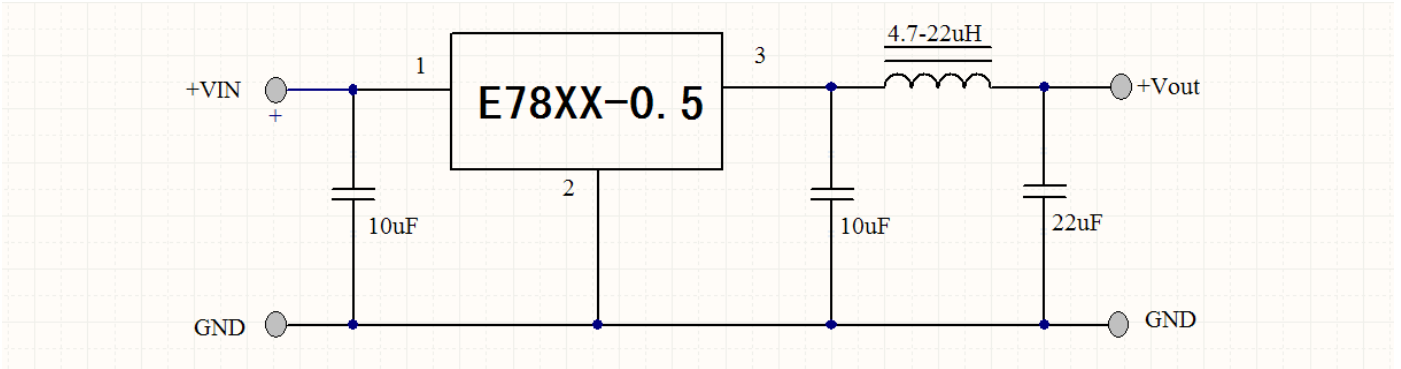 4.7-22uH
1
3
+VIN
+
E78XX-0.5
+Vout
2
10uF
10uF
22uF
GND
GND